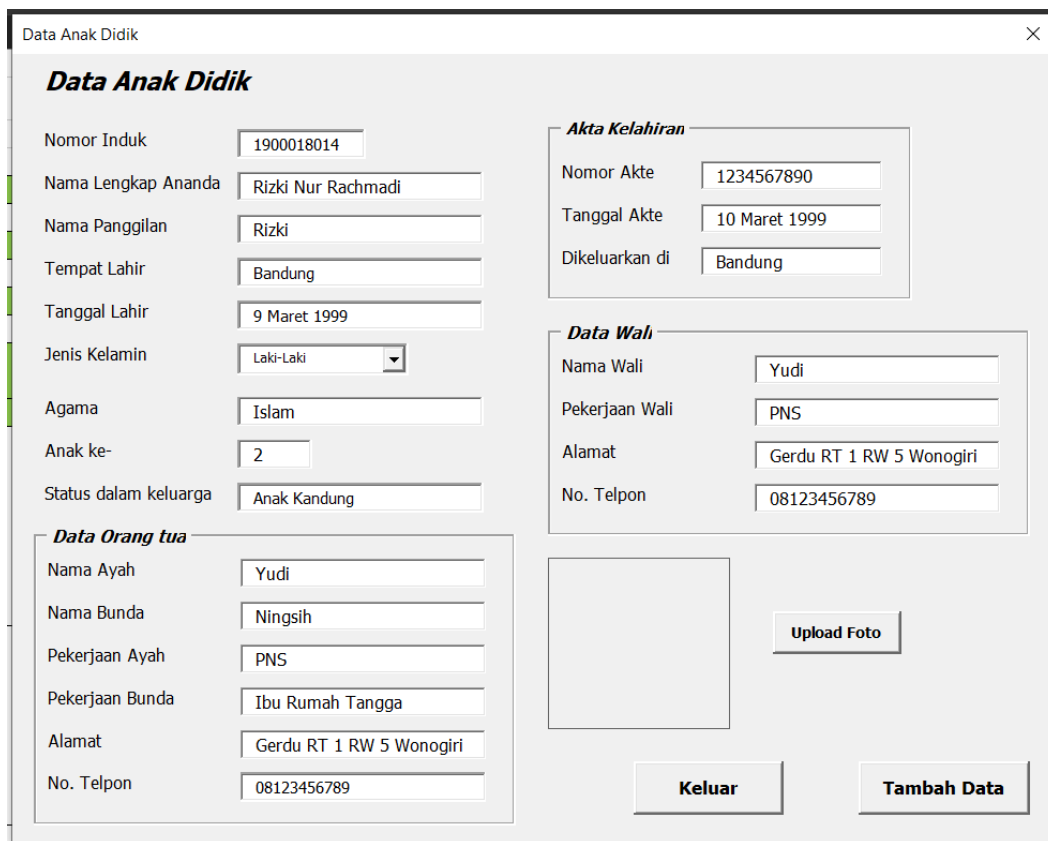 Data Anak Didik
Data Anak Didik
Nomor Induk 1900018014
Nama Lengkap Ananda Rizki Nur Rachmadi
Nama Panggilan Rizki
Tempat Lahir Bandung
Tanggal Lahir 9 Maret 1999
Jenis Kelamin Laki-Laki
Agama Islam
Anak ke- 2
Status dalam keluarga Anak Kandung
Data Orang tua
Nama Ayah Yudi
Nama Bunda Ningsih
Pekerjaan Ayah PNS
Pekerjaan Bunda Ibu Rumah Tangga
Alamat Gerdu RT 1 RW 5 Wonogiri
No. Telpon 08123456789
Akta Kelahiran
Nomor Akte 1234567890
Tanggal Akte 10 Maret 1999
Dikeluarkan di Bandung
Data Wali
Nama Wali Yudi
Pekerjaan Wali PNS
Alamat Gerdu RT 1 RW 5 Wonogiri
No. Telpon 08123456789
Upload Foto
Keluar
Tambah Data